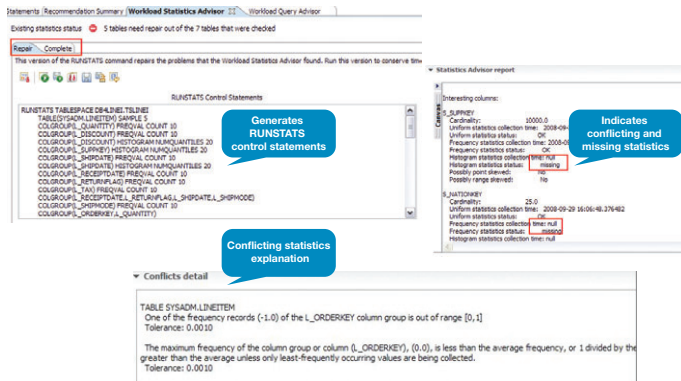 Statements Recommendation Summary Workload Statistics Advisor Workload Query Advisor
Existing statistics status 5 tables need repair out of the 7 tables that were checked
Repair Complete
This version of the RUNSTATS command repairs the problems that the Workload Statistics Advisor found. Run this version to conserve time
RUNSTATS Control Statements
RUNSTATS TABLESPACE DB4LINEI.TSLINEI
TABLE(SYSADM.LINEITEM) SAMPLE 5
COLGROUP(L_QUANTITY) FREQVAL COUNT 10
COLGROUP(L_DISCOUNT) FREQVAL COUNT 10
COLGROUP(L_DISCOUNT) HISTOGRAM NUMQUANTILES 20
COLGROUP(L_SUPPKEY) HISTOGRAM NUMQUANTILES 20
COLGROUP(L_SHIPDATE) FREQVAL COUNT 10
COLGROUP(L_SHIPDATE) HISTOGRAM NUMQUANTILES 20
COLGROUP(L_RECEIPTDATE) FREQVAL COUNT 10
COLGROUP(L_RETURNFLAG) FREQVAL COUNT 10
COLGROUP(L_TAX) FREQVAL COUNT 10
COLGROUP(L_RECEIPTDATE,L_RETURNFLAG,L_SHIPDATE,L_SHIPMODE)
COLGROUP(L_SHIPMODE) FREQVAL COUNT 10
COLGROUP(L_ORDERKEY,L_QUANTITY)
Generates
RUNSTATS
control statements
Statistics Advisor report
Canvas
Interesting columns:
S_SUPPKEY
Cardinality: 10000.0
Uniform statistics collection time: 2008-09-
Uniform statistics status: OK
Frequency statistics collection time: 2008-09-
Frequency statistics status: OK
Histogram statistics collection time: null
Histogram statistics status: missing
Possibly point skewed: No
Possibly range skewed: No
S_NATIONKEY
Cardinality: 25.0
Uniform statistics collection time: 2008-09-29 16:06:48.376482
Uniform statistics status: OK
Frequency statistics collection time: null
Frequency statistics status: missing
Histogram statistics collection time: null
Indicates
conflicting and
missing statistics
Conflicting statistics
explanation
Conflicts detail
TABLE SYSADM.LINEITEM
One of the frequency records (-1.0) of the L_ORDERKEY column group is out of range [0,1]
Tolerance: 0.0010
The maximum frequency of the column group or column (L_ORDERKEY), (0.0), is less than the average frequency, or 1 divided by the
greater than the average unless only least-frequently occurring values are being collected.
Tolerance: 0.0010